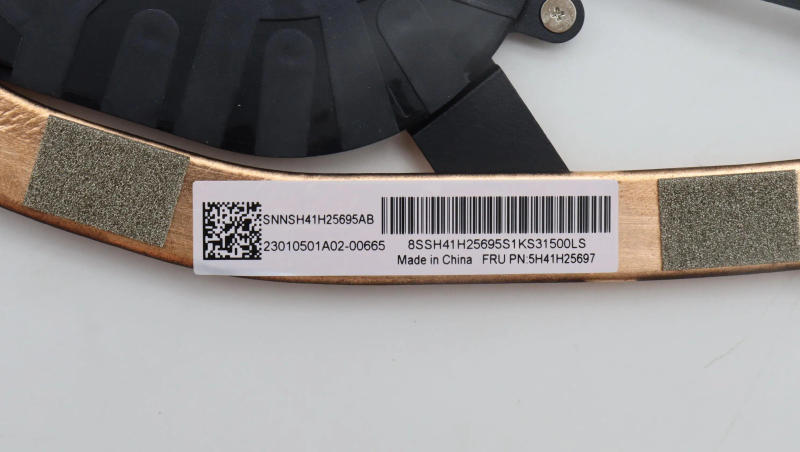 SNNSH41H25695AB
23010501A02-00665
8SSH41H25695S1KS31500LS
Made in China FRU PN:5H41H25697